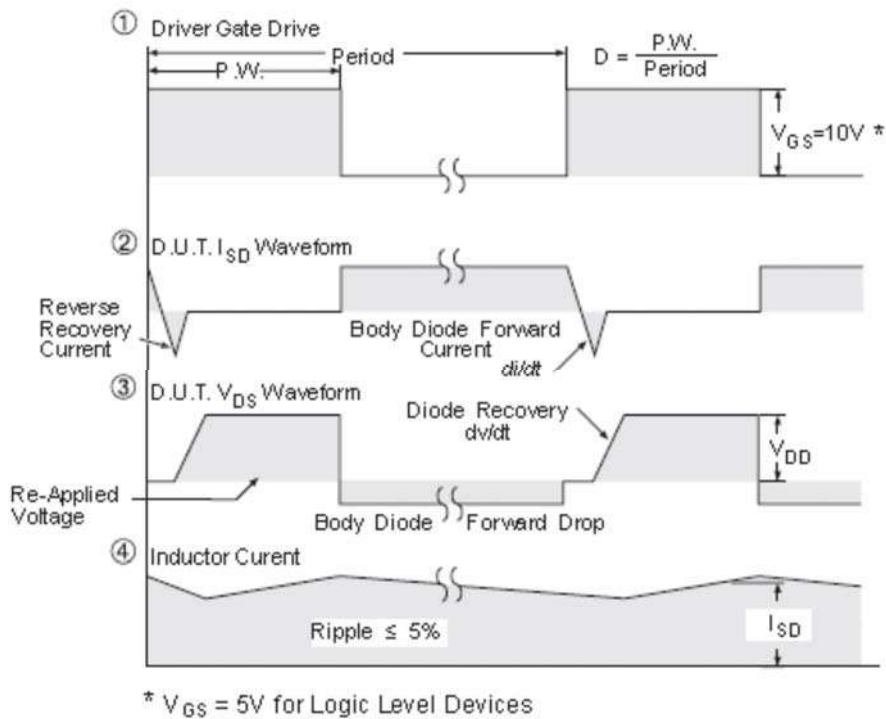 ① Driver Gate Drive
Period
P.W.
D = P.W. / Period
V_GS=10V *
② D.U.T. I_SD Waveform
Reverse
Recovery
Current
Body Diode Forward
Current
di/dt
③ D.U.T. V_DS Waveform
Diode Recovery
dv/dt
V_DD
Re-Applied
Voltage
Body Diode Forward Drop
④ Inductor Curent
Ripple ≤ 5%
I_SD
* V_GS = 5V for Logic Level Devices